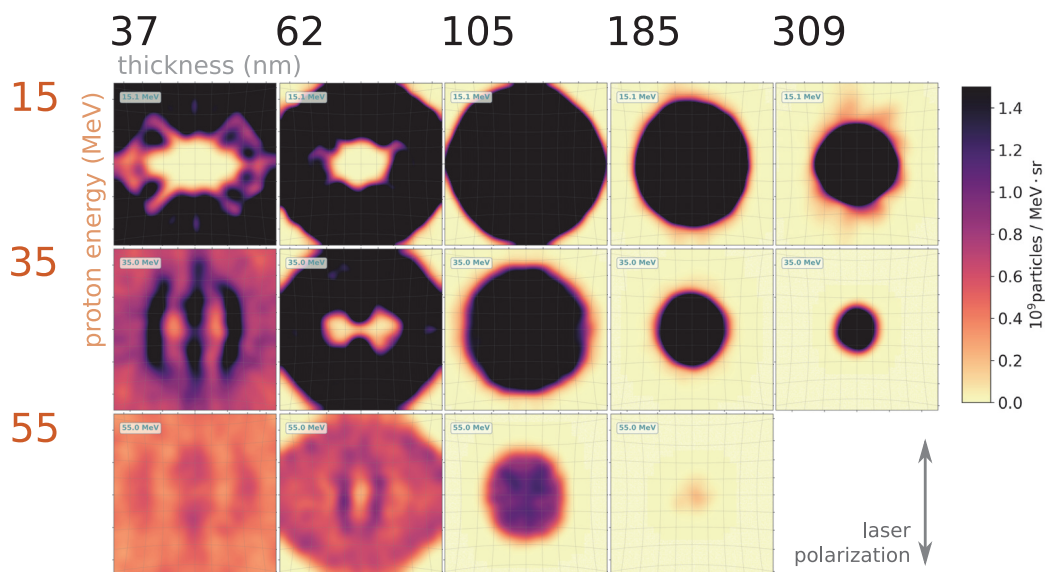 37 62 105 185 309
thickness (nm)
15
35
55
proton energy (MeV)
15.1 MeV 15.1 MeV 15.1 MeV 15.1 MeV 15.1 MeV
35.0 MeV 35.0 MeV 35.0 MeV 35.0 MeV 35.0 MeV
55.0 MeV 55.0 MeV 55.0 MeV 55.0 MeV
1.4
1.2
1.0
0.8
0.6
0.4
0.2
0.0
10⁹particles / MeV · sr
laser
polarization